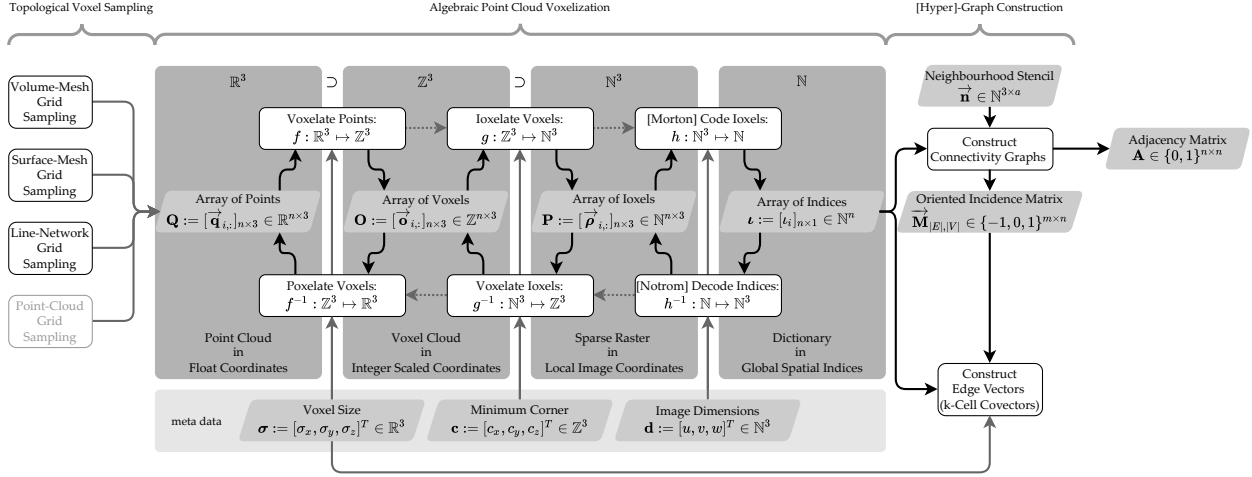 Topological Voxel Sampling
Algebraic Point Cloud Voxelization
[Hyper]-Graph Construction
Volume-Mesh
Grid
Sampling
Surface-Mesh
Grid
Sampling
Line-Network
Grid
Sampling
Point-Cloud
Grid
Sampling
ℝ³ ⊃ ℤ³ ⊃ ℕ³ ℕ
Voxelate Points:
f : ℝ³ ↦ ℤ³
Ioxelate Voxels:
g : ℤ³ ↦ ℕ³
[Morton] Code Ioxels:
h : ℕ³ ↦ ℕ
Array of Points
Q := [q⃗ᵢ,:]ₙ×₃ ∈ ℝⁿˣ³
Array of Voxels
O := [o⃗ᵢ,:]ₙ×₃ ∈ ℤⁿˣ³
Array of Ioxels
P := [ρ⃗ᵢ,:]ₙ×₃ ∈ ℕⁿˣ³
Array of Indices
ι := [ιᵢ]ₙ×₁ ∈ ℕⁿ
Poxelate Voxels:
f⁻¹ : ℤ³ ↦ ℝ³
Voxelate Ioxels:
g⁻¹ : ℕ³ ↦ ℤ³
[Notrom] Decode Indices:
h⁻¹ : ℕ ↦ ℕ³
Point Cloud
in
Float Coordinates
Voxel Cloud
in
Integer Scaled Coordinates
Sparse Raster
in
Local Image Coordinates
Dictionary
in
Global Spatial Indices
meta data
Voxel Size
σ := [σₓ, σ_y, σ_z]ᵀ ∈ ℝ³
Minimum Corner
c := [cₓ, c_y, c_z]ᵀ ∈ ℤ³
Image Dimensions
d := [u, v, w]ᵀ ∈ ℕ³
Neighbourhood Stencil
n⃗ ∈ ℕ³ˣᵃ
Construct
Connectivity Graphs
Adjacency Matrix
A ∈ {0, 1}ⁿˣⁿ
Oriented Incidence Matrix
M⃗|E|,|V| ∈ {−1, 0, 1}ᵐˣⁿ
Construct
Edge Vectors
(k-Cell Covectors)